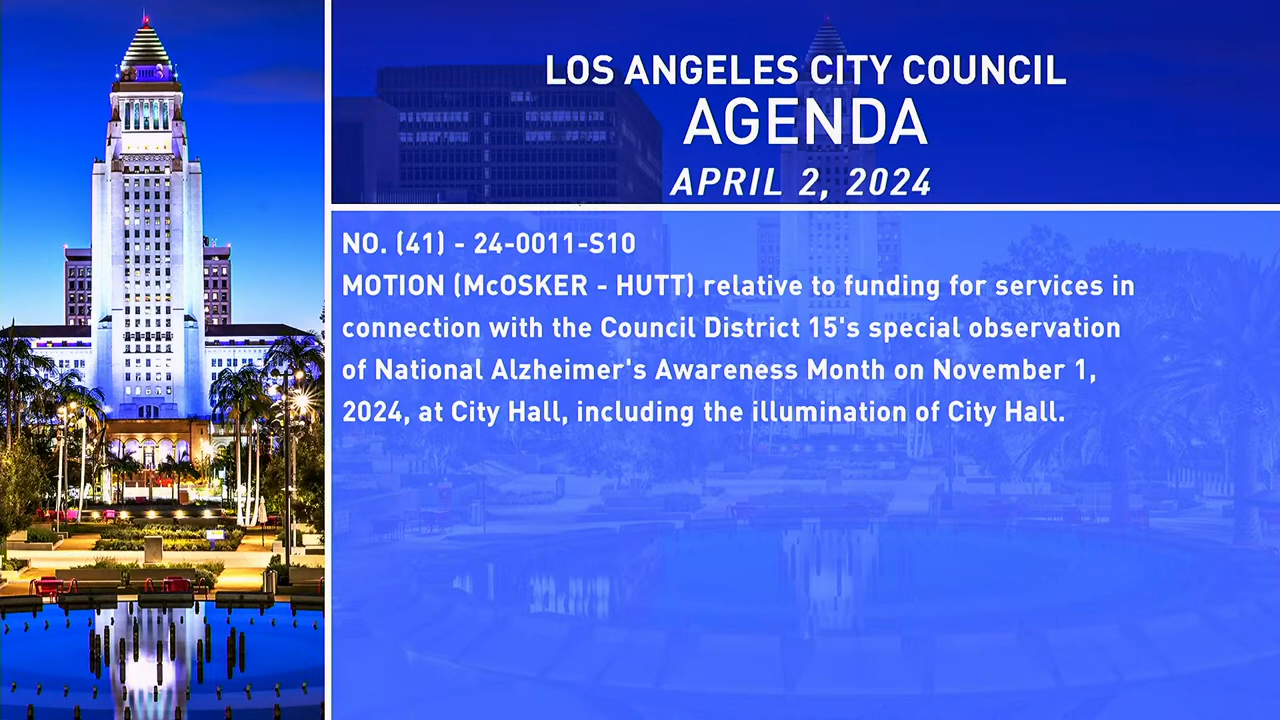 LOS ANGELES CITY COUNCIL
AGENDA
APRIL 2, 2024
NO. (41) - 24-0011-S10
MOTION (McOSKER - HUTT) relative to funding for services in
connection with the Council District 15's special observation
of National Alzheimer's Awareness Month on November 1,
2024, at City Hall, including the illumination of City Hall.